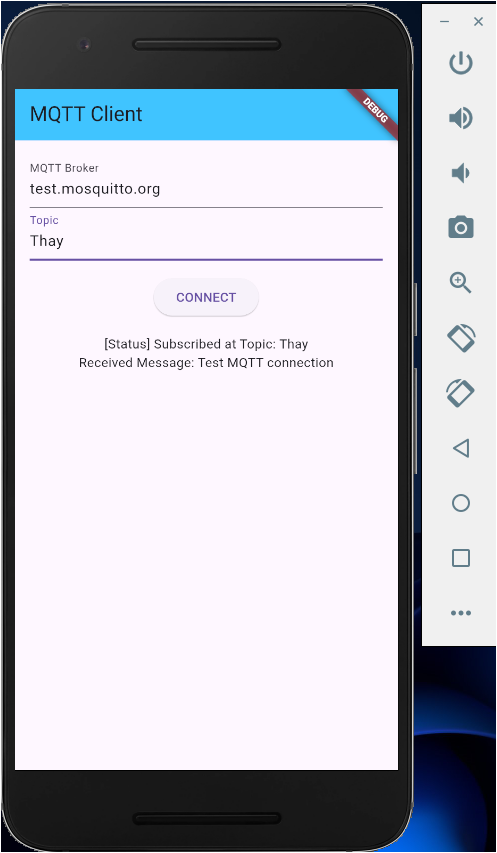 MQTT Client
DEBUG
MQTT Broker
test.mosquitto.org
Topic
Thay
CONNECT
[Status] Subscribed at Topic: Thay
Received Message: Test MQTT connection